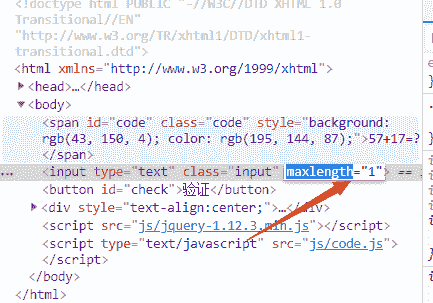 <!doctype html PUBLIC "-//W3C//DTD XHTML 1.0
Transitional//EN"
"http://www.w3.org/TR/xhtml1/DTD/xhtml1-
transitional.dtd">
<html xmlns="http://www.w3.org/1999/xhtml">
<head>…</head>
<body>
<span id="code" class="code" style="background:
rgb(43, 150, 4); color: rgb(195, 144, 87);">57+17=?
</span>
… <input type="text" class="input" maxlength="1"> ==
<button id="check">验证</button>
<div style="text-align:center;">…</div>
<script src="js/jquery-1.12.3.min.js"></script>
<script type="text/javascript" src="js/code.js">
</script>
</body>
</html>